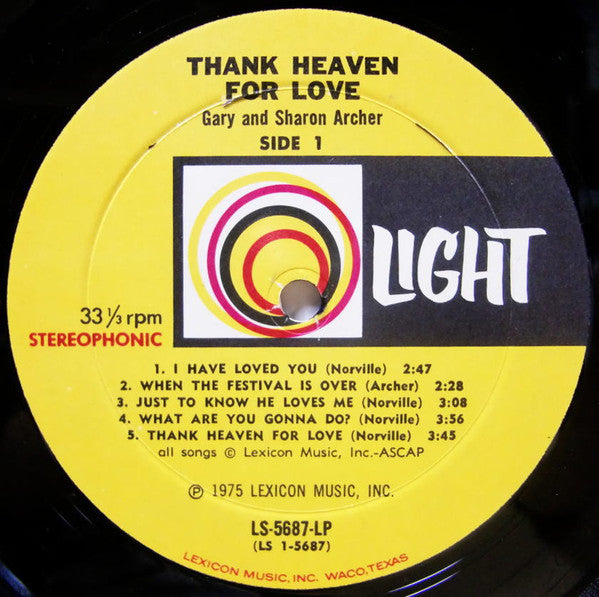 THANK HEAVEN
FOR LOVE
Gary and Sharon Archer
SIDE 1
LIGHT
33 1/3 rpm
STEREOPHONIC
1. I HAVE LOVED YOU (Norville) 2:47
2. WHEN THE FESTIVAL IS OVER (Archer) 2:28
3. JUST TO KNOW HE LOVES ME (Norville) 3:08
4. WHAT ARE YOU GONNA DO? (Norville) 3:56
5. THANK HEAVEN FOR LOVE (Norville) 3:45
all songs © Lexicon Music, Inc.-ASCAP
℗ 1975 LEXICON MUSIC, INC.
LS-5687-LP
(LS 1-5687)
LEXICON MUSIC, INC. WACO, TEXAS